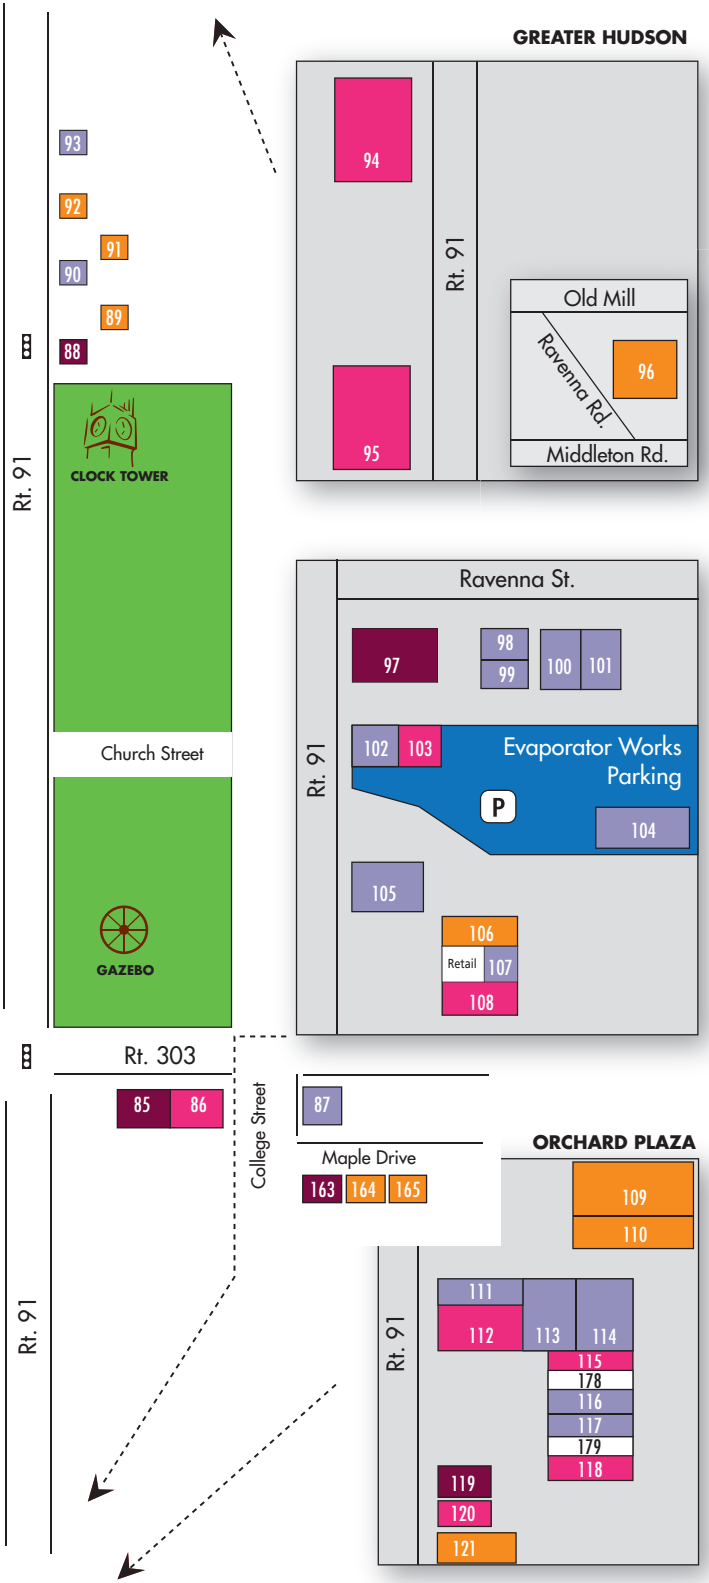 GREATER HUDSON
93
92
91
90
89
88
Rt. 91
CLOCK TOWER
Church Street
GAZEBO
Rt. 303
85
86
College Street
87
Maple Drive
163
164
165
Rt. 91
94
Rt. 91
95
Old Mill
Ravenna Rd.
96
Middleton Rd.
Ravenna St.
97
98
99
100
101
Rt. 91
102
103
Evaporator Works
Parking
P
104
105
106
Retail
107
108
ORCHARD PLAZA
109
110
Rt. 91
111
112
113
114
115
178
116
117
179
118
119
120
121